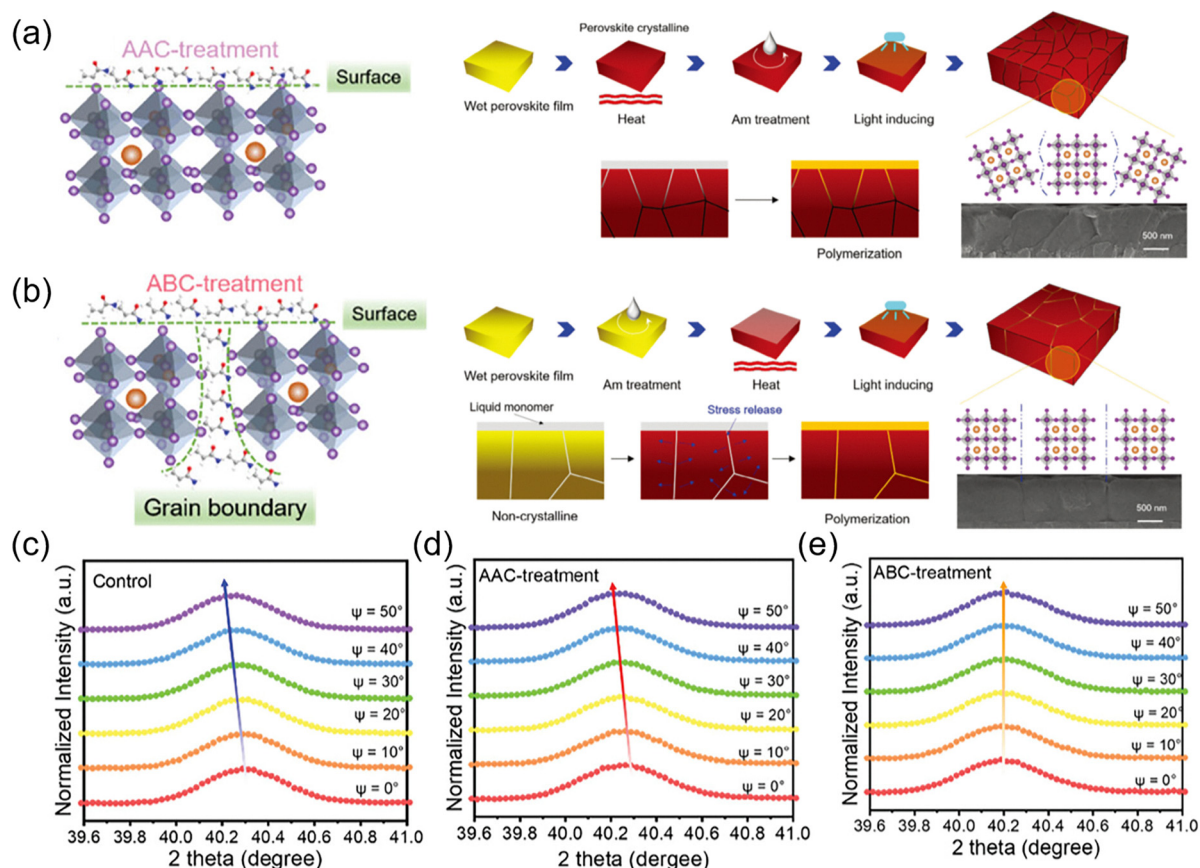 (a)
AAC-treatment
Surface
Perovskite crystalline
Wet perovskite film
Heat
Am treatment
Light inducing
Polymerization
500 nm
(b)
ABC-treatment
Surface
Grain boundary
Wet perovskite film
Am treatment
Heat
Light inducing
Liquid monomer
Stress release
Non-crystalline
Polymerization
500 nm
(c)
Control
Normalized Intensity (a.u.)
ψ = 50°
ψ = 40°
ψ = 30°
ψ = 20°
ψ = 10°
ψ = 0°
39.6 39.8 40.0 40.2 40.4 40.6 40.8 41.0
2 theta (degree)
(d)
AAC-treatment
Normalized Intensity (a.u.)
ψ = 50°
ψ = 40°
ψ = 30°
ψ = 20°
ψ = 10°
ψ = 0°
39.6 39.8 40.0 40.2 40.4 40.6 40.8 41.0
2 theta (dergee)
(e)
ABC-treatment
Normalized Intensity (a.u.)
ψ = 50°
ψ = 40°
ψ = 30°
ψ = 20°
ψ = 10°
ψ = 0°
39.6 39.8 40.0 40.2 40.4 40.6 40.8 41.0
2 theta (degree)